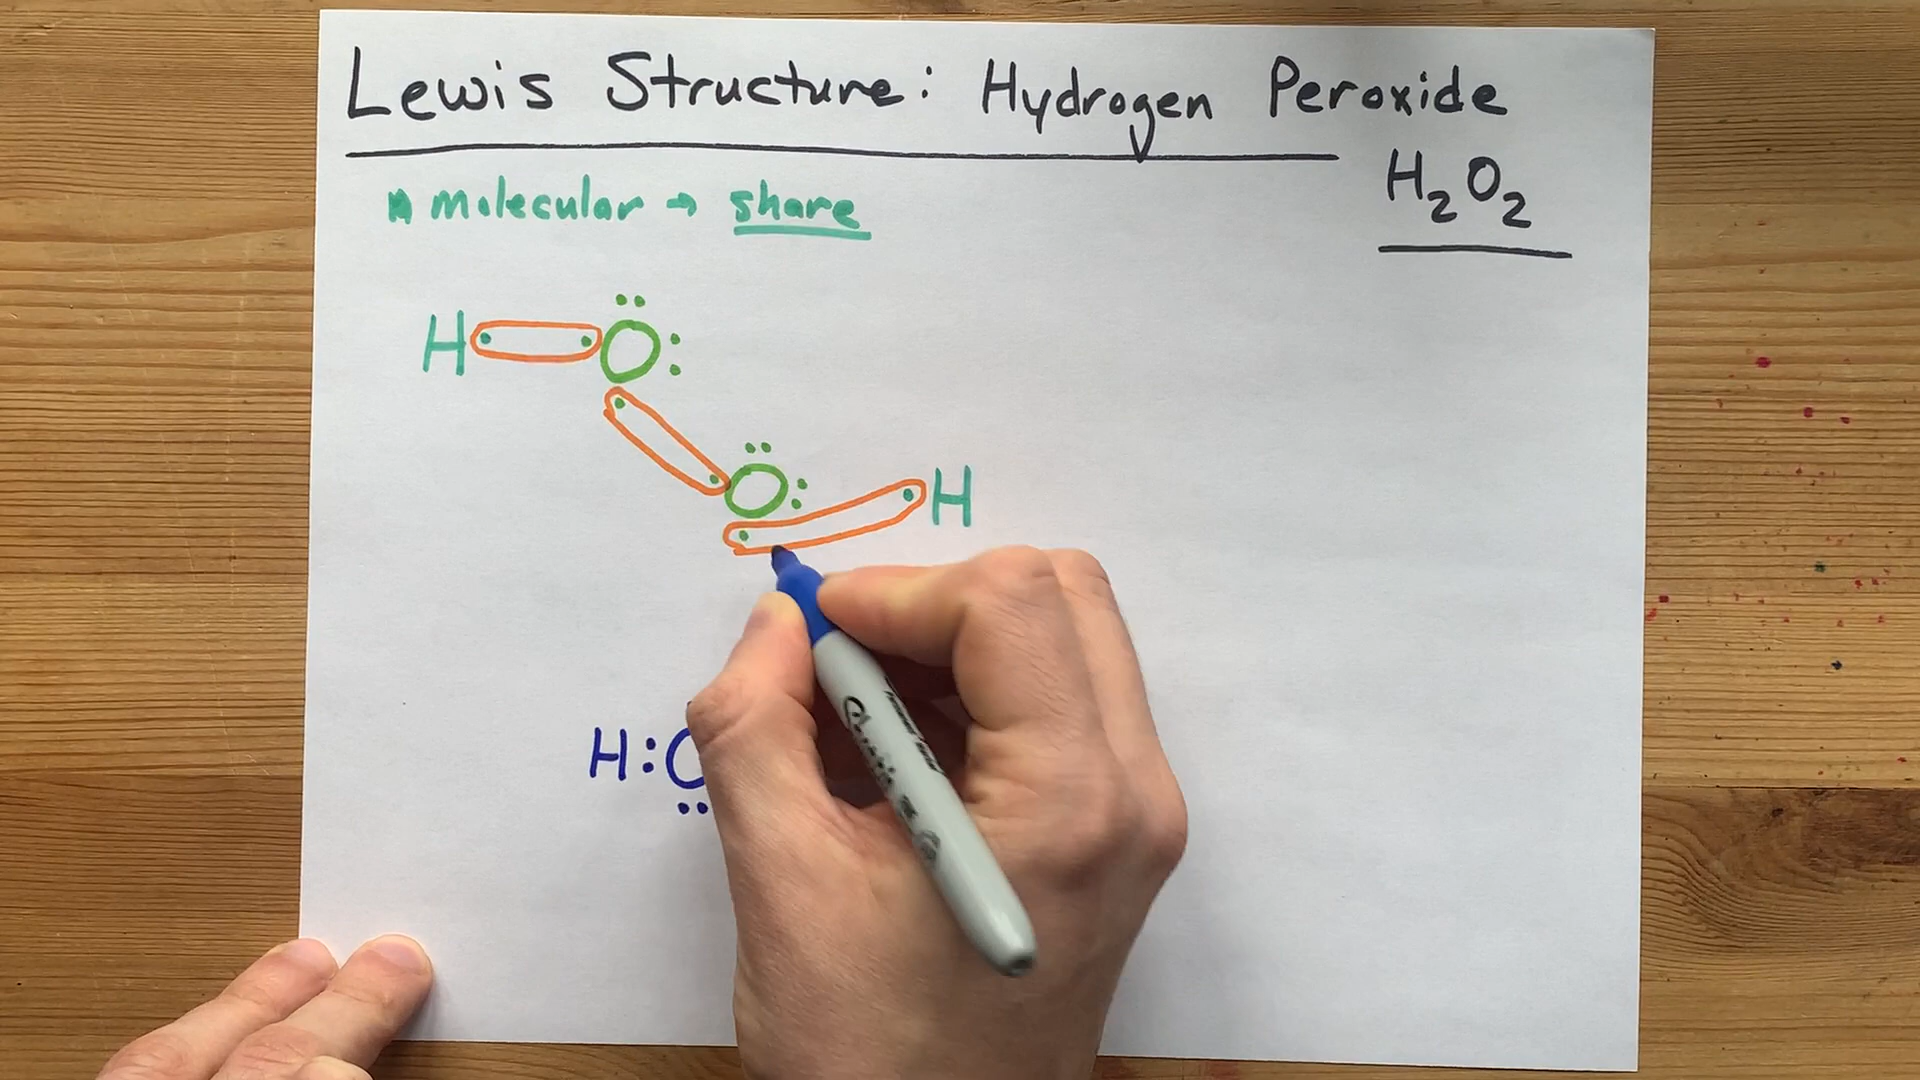 Lewis Structure: Hydrogen Peroxide
H2O2
molecular → share
H O
O H
H:O